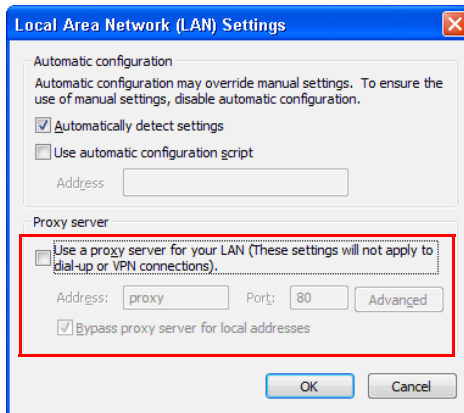 Local Area Network (LAN) Settings
Automatic configuration
Automatic configuration may override manual settings. To ensure the
use of manual settings, disable automatic configuration.
Automatically detect settings
Use automatic configuration script
Address
Proxy server
Use a proxy server for your LAN (These settings will not apply to
dial-up or VPN connections).
Address: proxy Port: 80 Advanced
Bypass proxy server for local addresses
OK Cancel